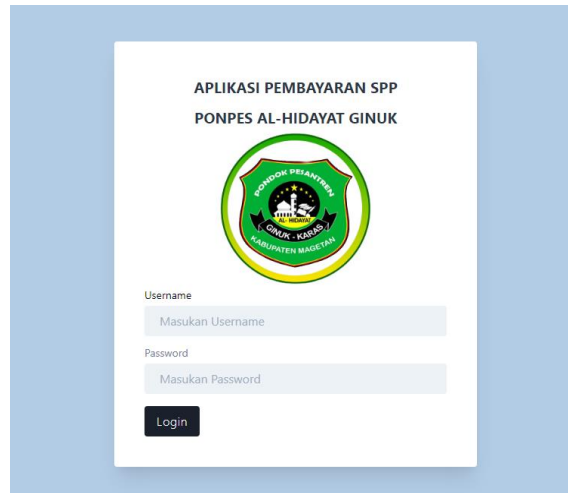 APLIKASI PEMBAYARAN SPP
PONPES AL-HIDAYAT GINUK
PONDOK PESANTREN
AL- HIDAYAT
GINUK - KARAS
KABUPATEN MAGETAN
Username
Masukan Username
Password
Masukan Password
Login